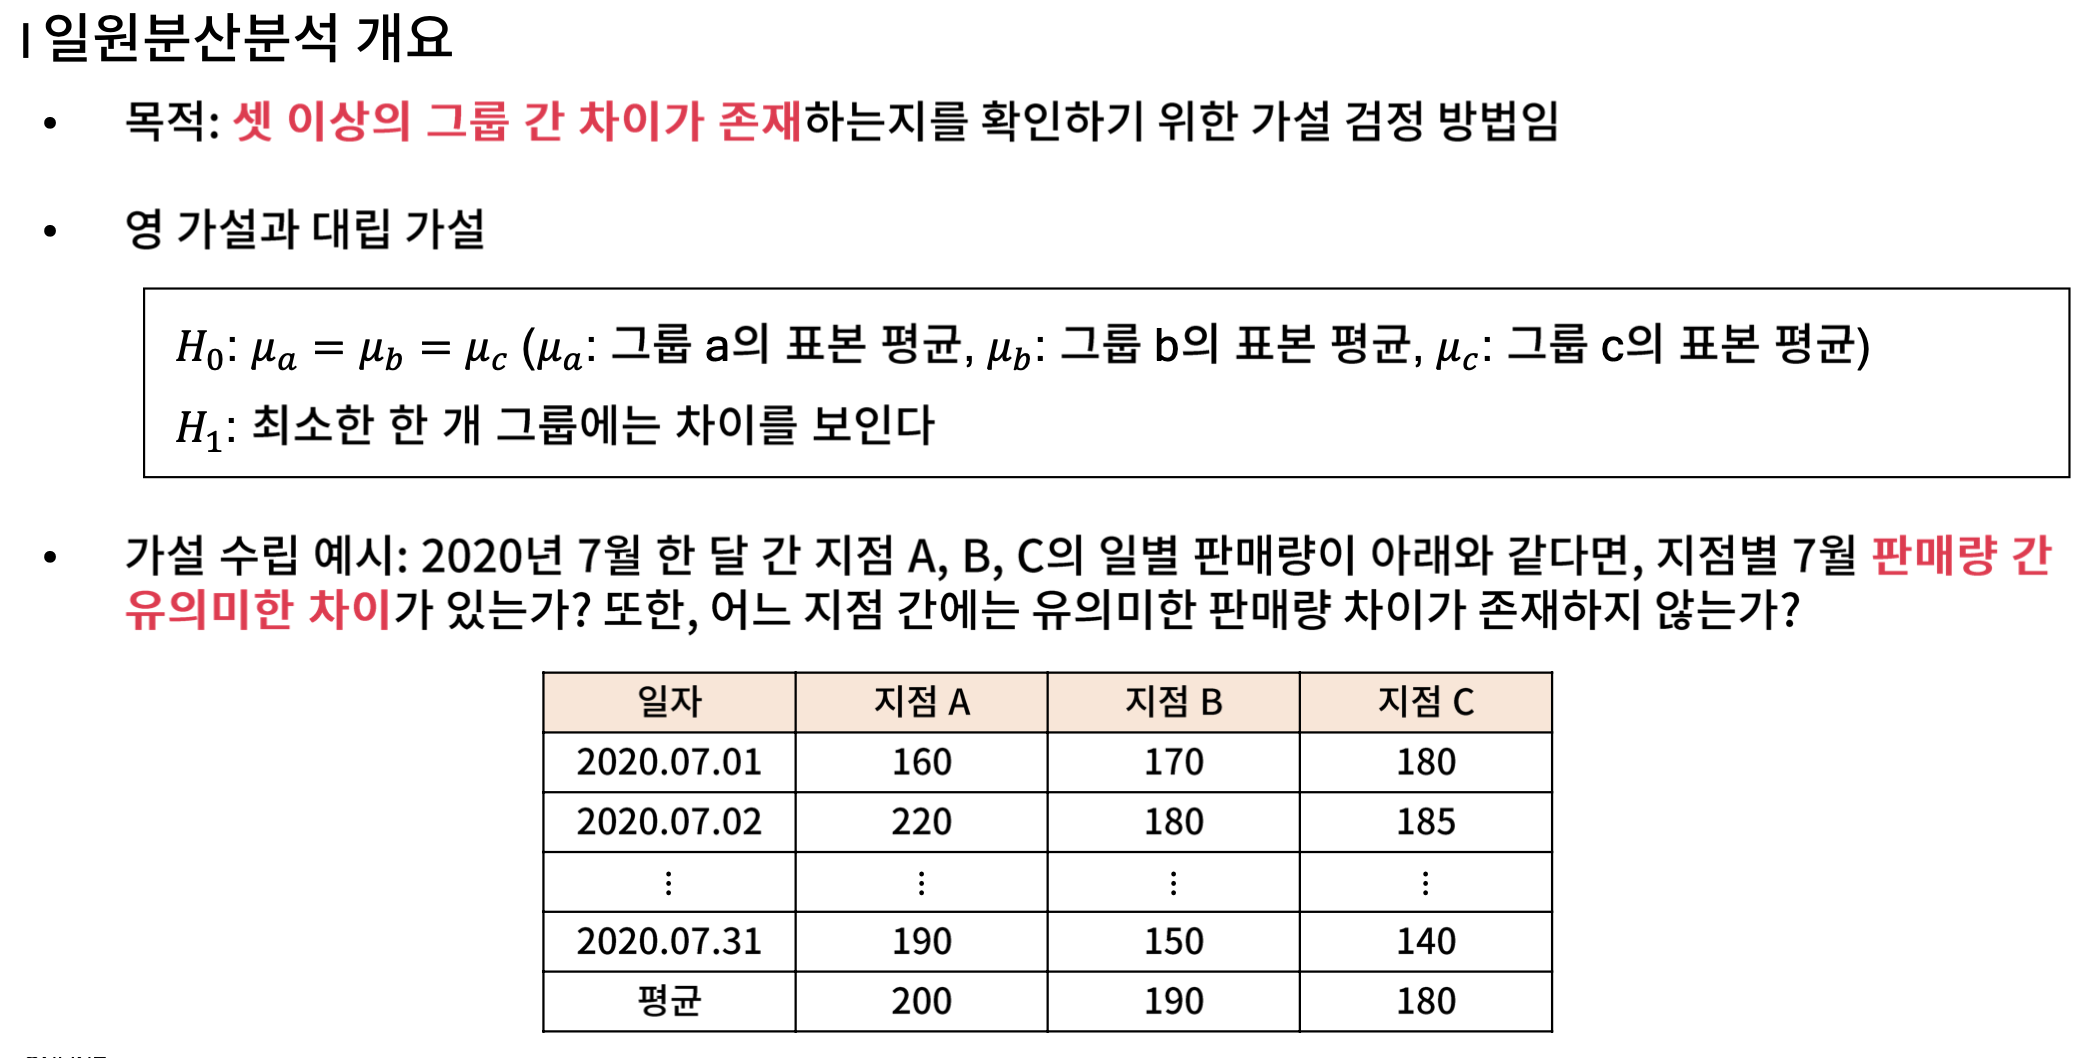 ㅣ일원분산분석 개요
• 목적: 셋 이상의 그룹 간 차이가 존재하는지를 확인하기 위한 가설 검정 방법임
• 영 가설과 대립 가설
H₀: μₐ = μ_b = μ_c (μₐ: 그룹 a의 표본 평균, μ_b: 그룹 b의 표본 평균, μ_c: 그룹 c의 표본 평균)
H₁: 최소한 한 개 그룹에는 차이를 보인다
• 가설 수립 예시: 2020년 7월 한 달 간 지점 A, B, C의 일별 판매량이 아래와 같다면, 지점별 7월 판매량 간
유의미한 차이가 있는가? 또한, 어느 지점 간에는 유의미한 판매량 차이가 존재하지 않는가?
일자 지점 A 지점 B 지점 C
2020.07.01 160 170 180
2020.07.02 220 180 185
⋮ ⋮ ⋮ ⋮
2020.07.31 190 150 140
평균 200 190 180